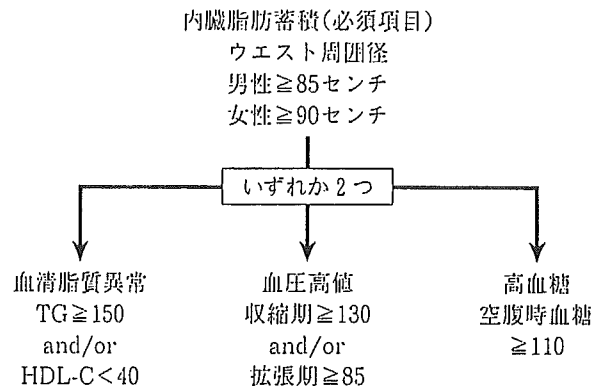 内臓脂肪蓄積(必須項目)
ウエスト周囲径
男性≧85センチ
女性≧90センチ
いずれか2つ
血清脂質異常
TG≧150
and/or
HDL-C<40
血圧高値
収縮期≧130
and/or
拡張期≧85
高血糖
空腹時血糖
≧110